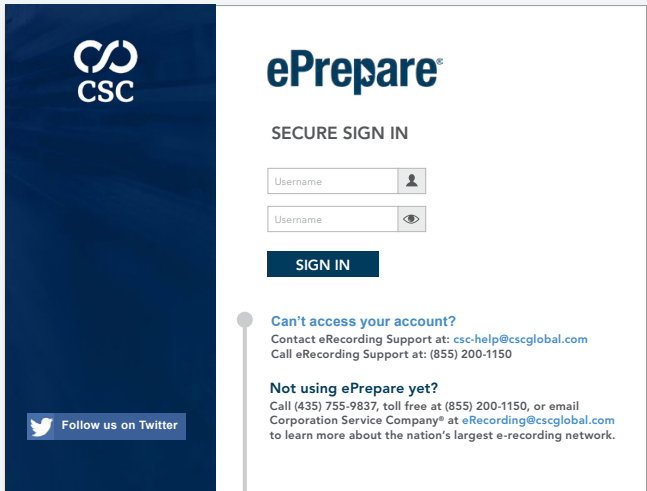 CSC
ePrepare®
SECURE SIGN IN
Username
Username
SIGN IN
Can't access your account?
Contact eRecording Support at: csc-help@cscglobal.com
Call eRecording Support at: (855) 200-1150
Not using ePrepare yet?
Call (435) 755-9837, toll free at (855) 200-1150, or email
Corporation Service Company® at eRecording@cscglobal.com
to learn more about the nation's largest e-recording network.
Follow us on Twitter